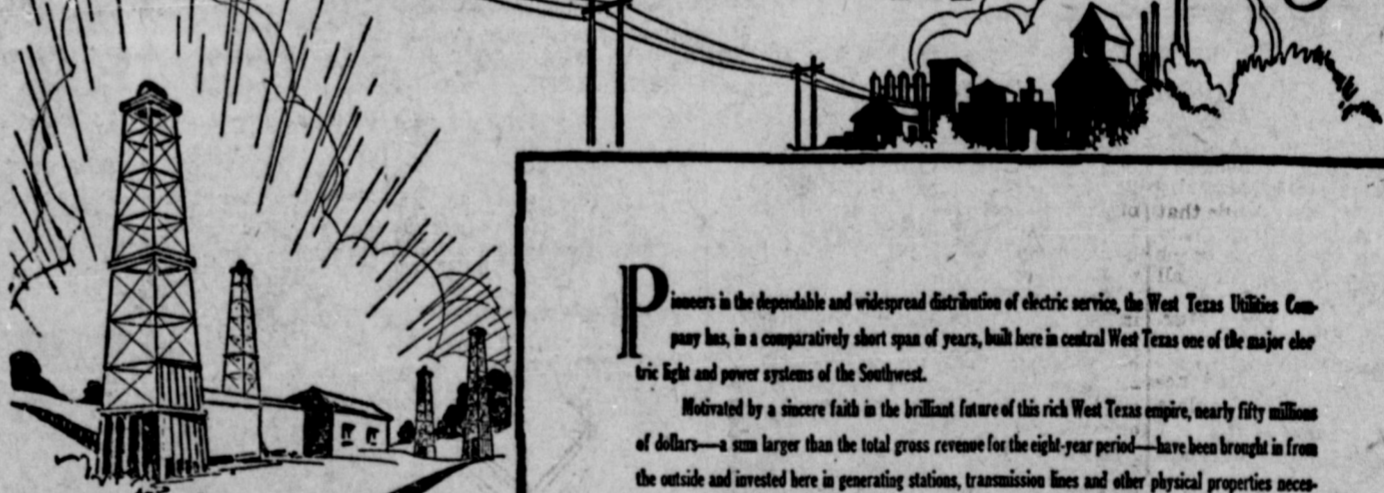 Pioneers in the dependable and widespread distribution of electric service, the West Texas Utilities Com-
pany has, in a comparatively short span of years, built here in central West Texas one of the major elec-
tric light and power systems of the Southwest.
Motivated by a sincere faith in the brilliant future of this rich West Texas empire, nearly fifty millions
of dollars—a sum larger than the total gross revenue for the eight-year period—have been brought in from
the outside and invested here in generating stations, transmission lines and other physical properties neces-